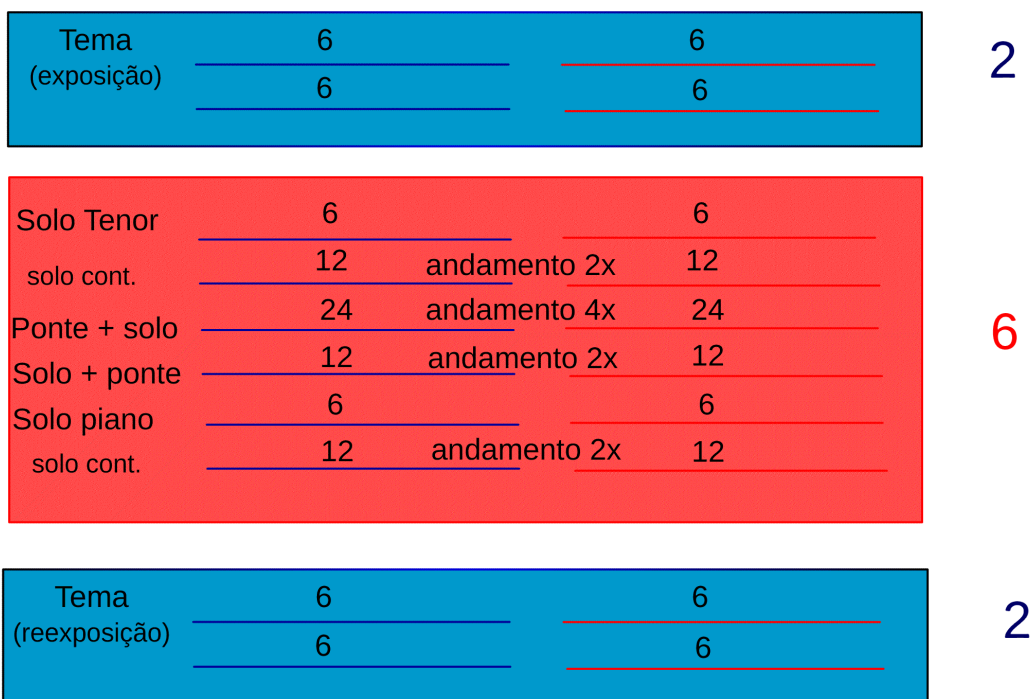 Tema 6 6 2
(exposição)
6 6
Solo Tenor 6 6
solo cont. 12 andamento 2x 12
Ponte + solo 24 andamento 4x 24 6
Solo + ponte 12 andamento 2x 12
Solo piano 6 6
solo cont. 12 andamento 2x 12
Tema 6 6 2
(reexposição)
6 6